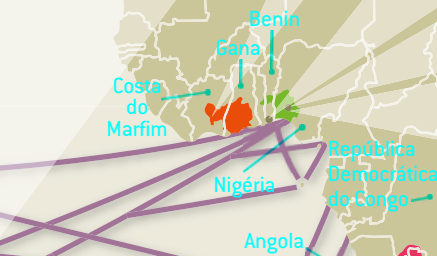 Benin
Gana
Costa
do
Marfim
República
Democrática
do Congo
Nigéria
Angola